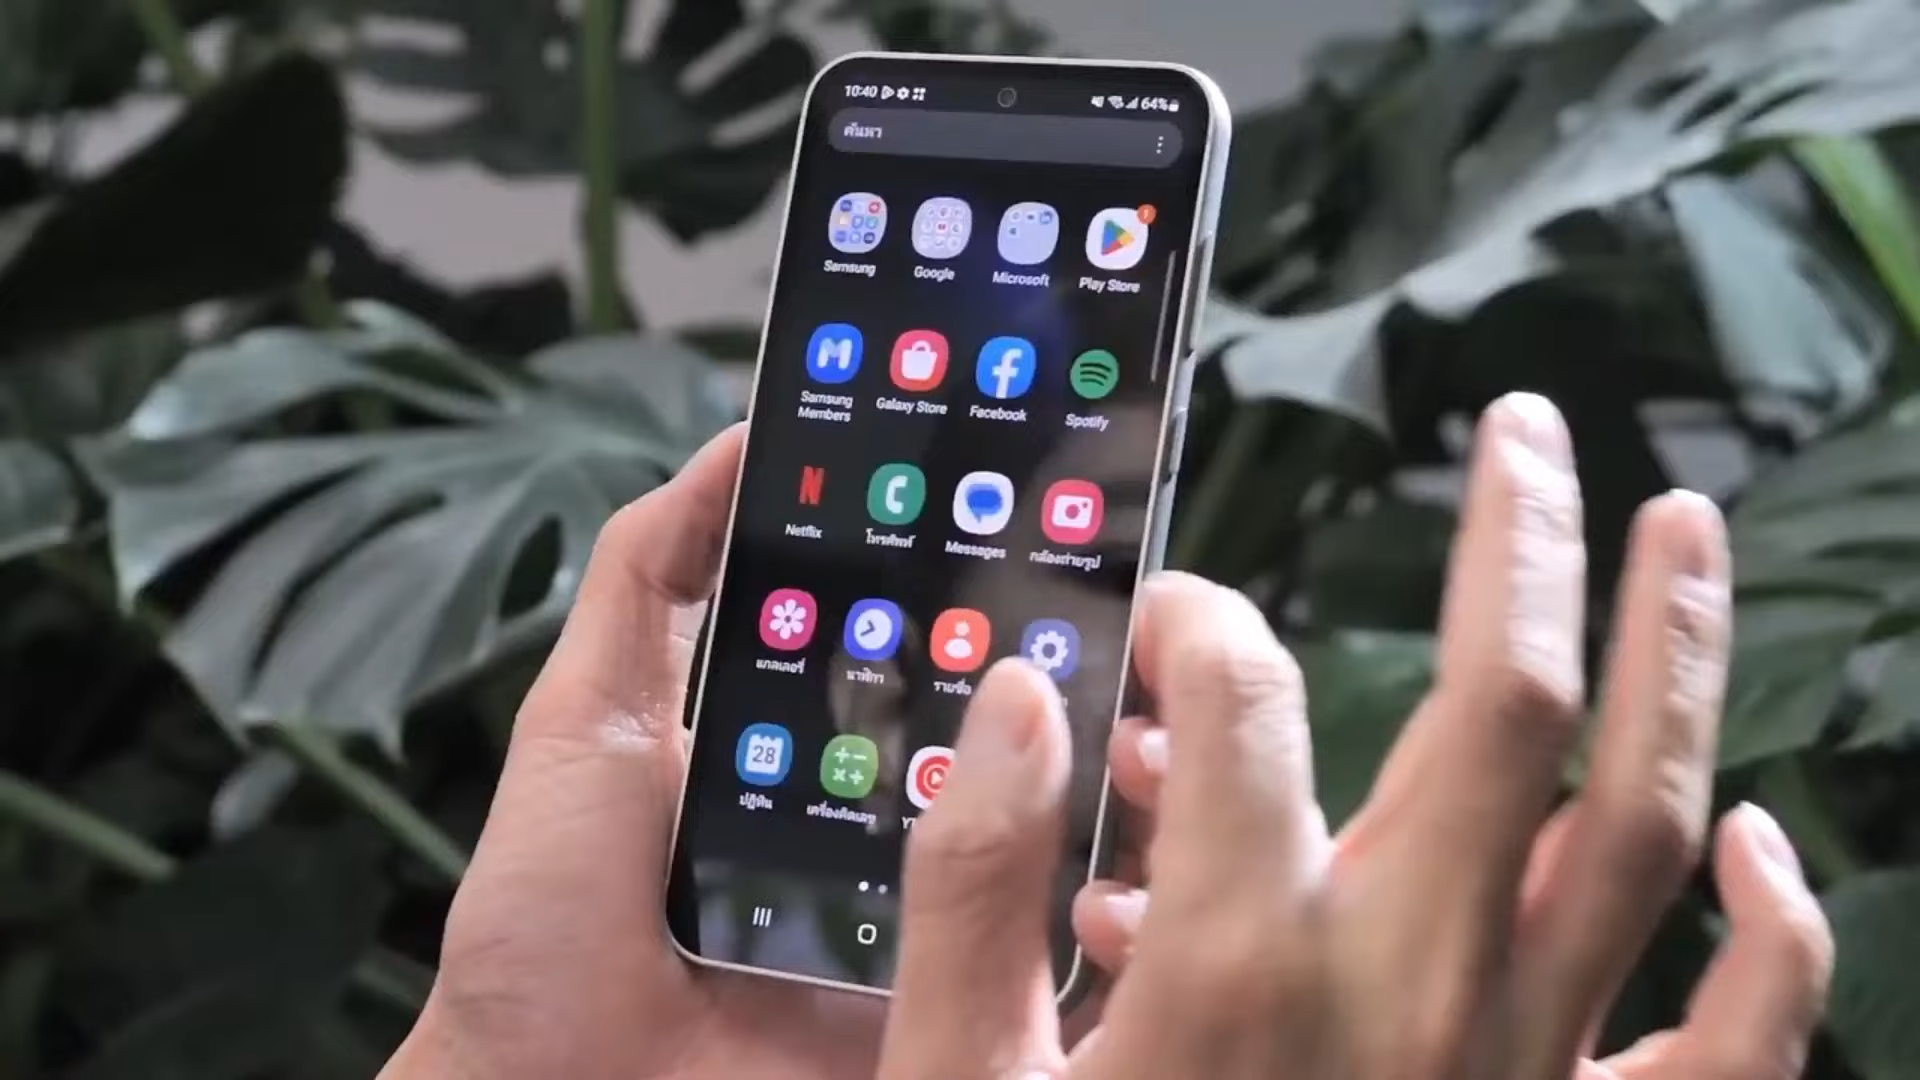 10:40
64%
ค้นหา
Samsung
Google
Microsoft
Play Store
Samsung
Members
Galaxy Store
Facebook
Spotify
N
Netflix
โทรศัพท์
Messages
กล้องถ่ายรูป
แกลเลอรี่
นาฬิกา
รายชื่อ
28
ปฏิทิน
เครื่องคิดเลข
YT